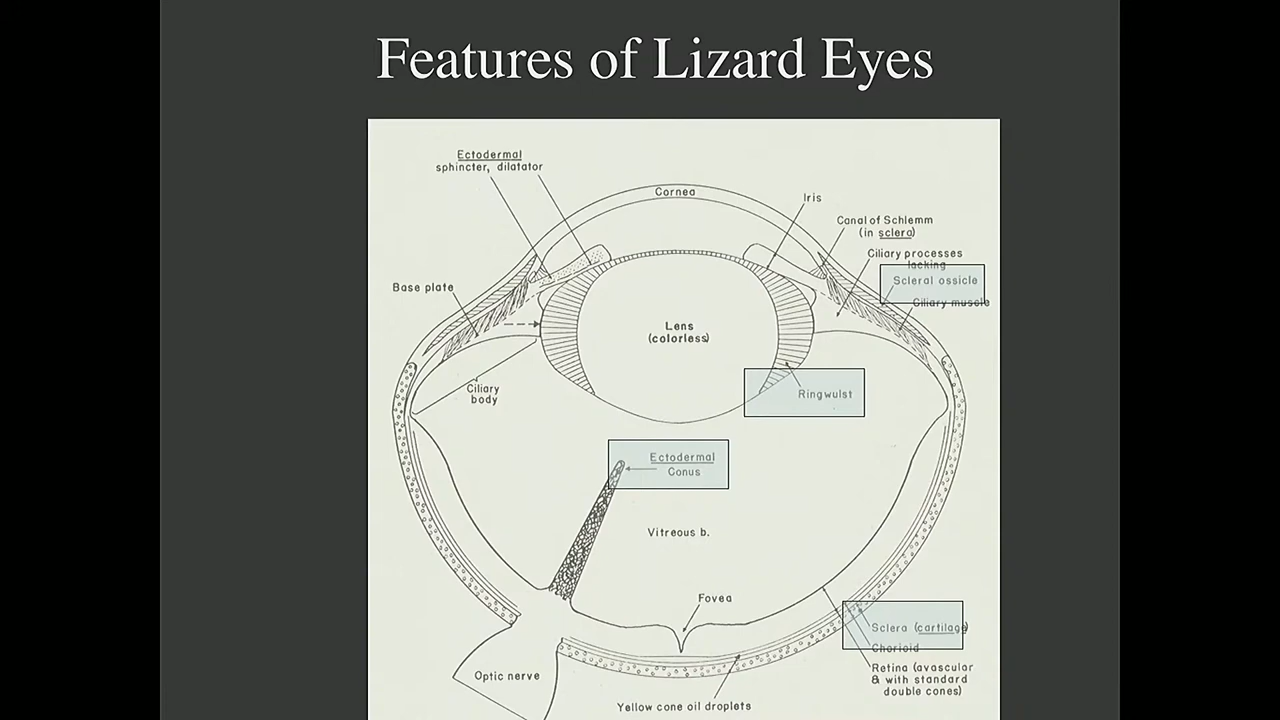 Features of Lizard Eyes
Ectodermal
sphincter, dilatator
Cornea
Iris
Canal of Schlemm
(in sclera)
Ciliary processes
lacking
Scleral ossicle
Ciliary muscle
Base plate
Lens
(colorless)
Ciliary
body
Ringwulst
Ectodermal
Conus
Vitreous b.
Fovea
Sclera (cartilage)
Chorioid
Retina (avascular
& with standard
double cones)
Optic nerve
Yellow cone oil droplets